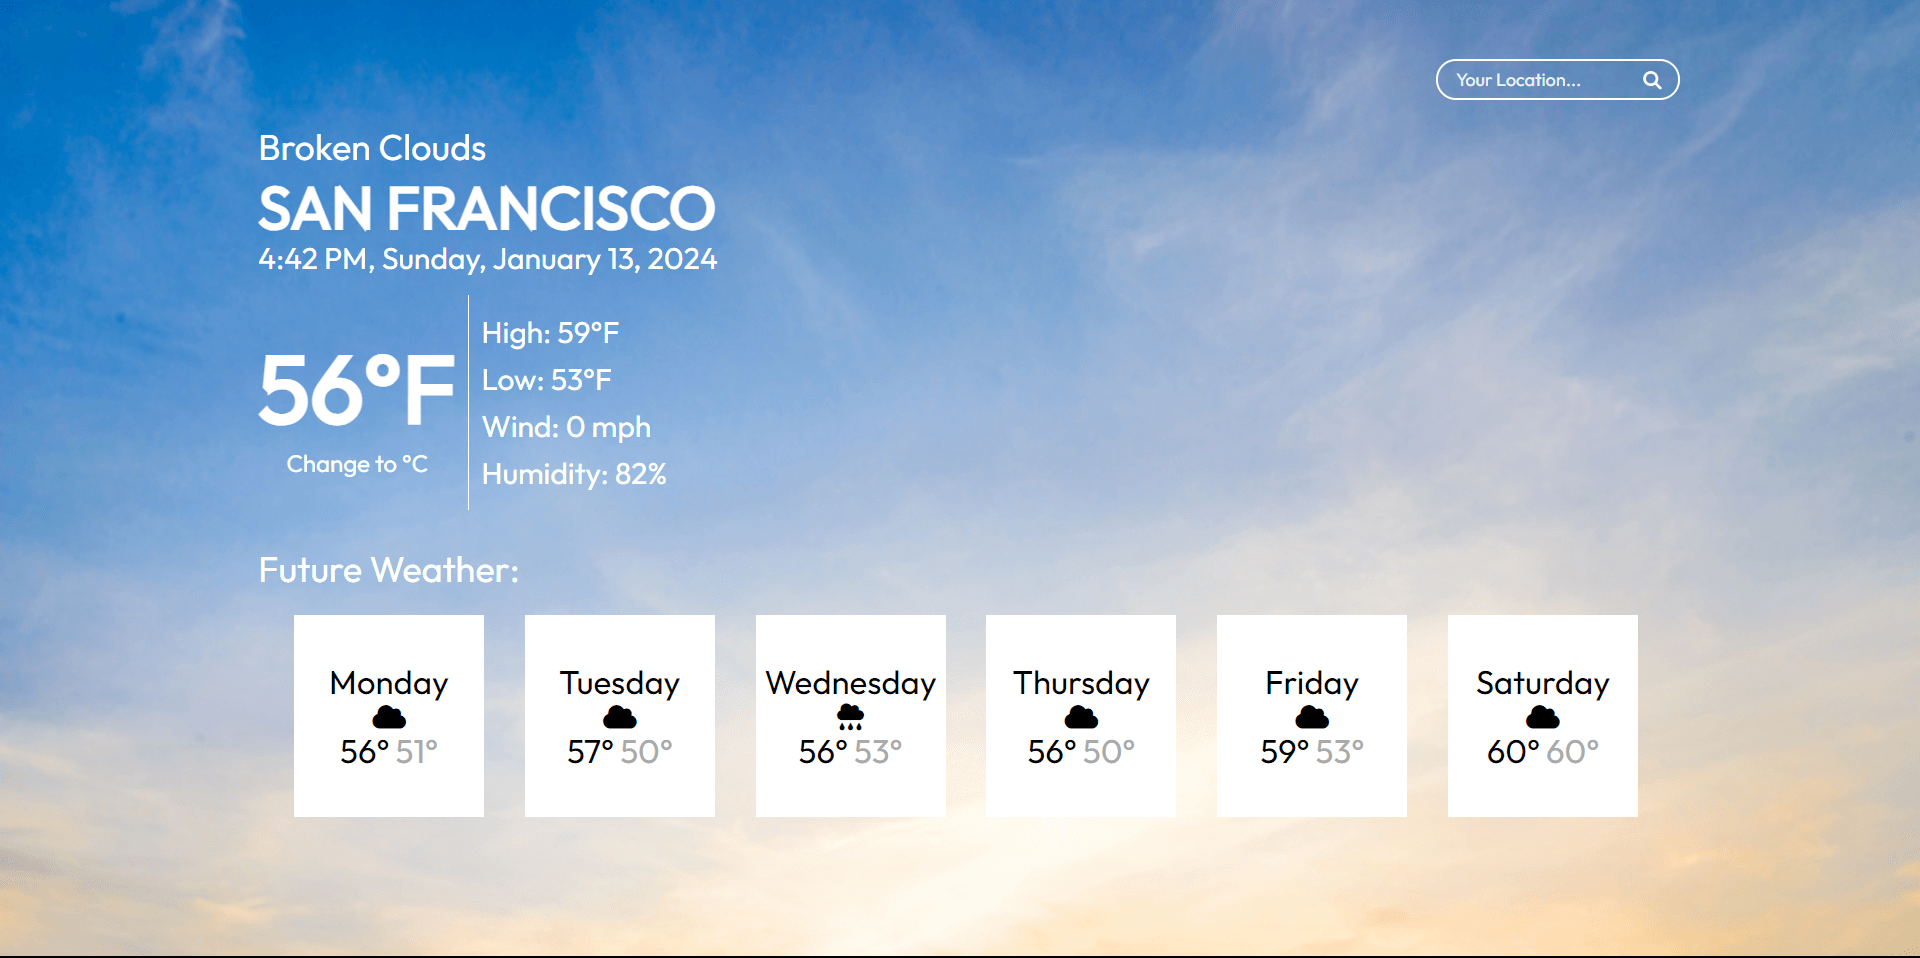 Your Location...
Broken Clouds
SAN FRANCISCO
4:42 PM, Sunday, January 13, 2024
56°F
Change to °C
High: 59°F
Low: 53°F
Wind: 0 mph
Humidity: 82%
Future Weather:
Monday
56° 51°
Tuesday
57° 50°
Wednesday
56° 53°
Thursday
56° 50°
Friday
59° 53°
Saturday
60° 60°